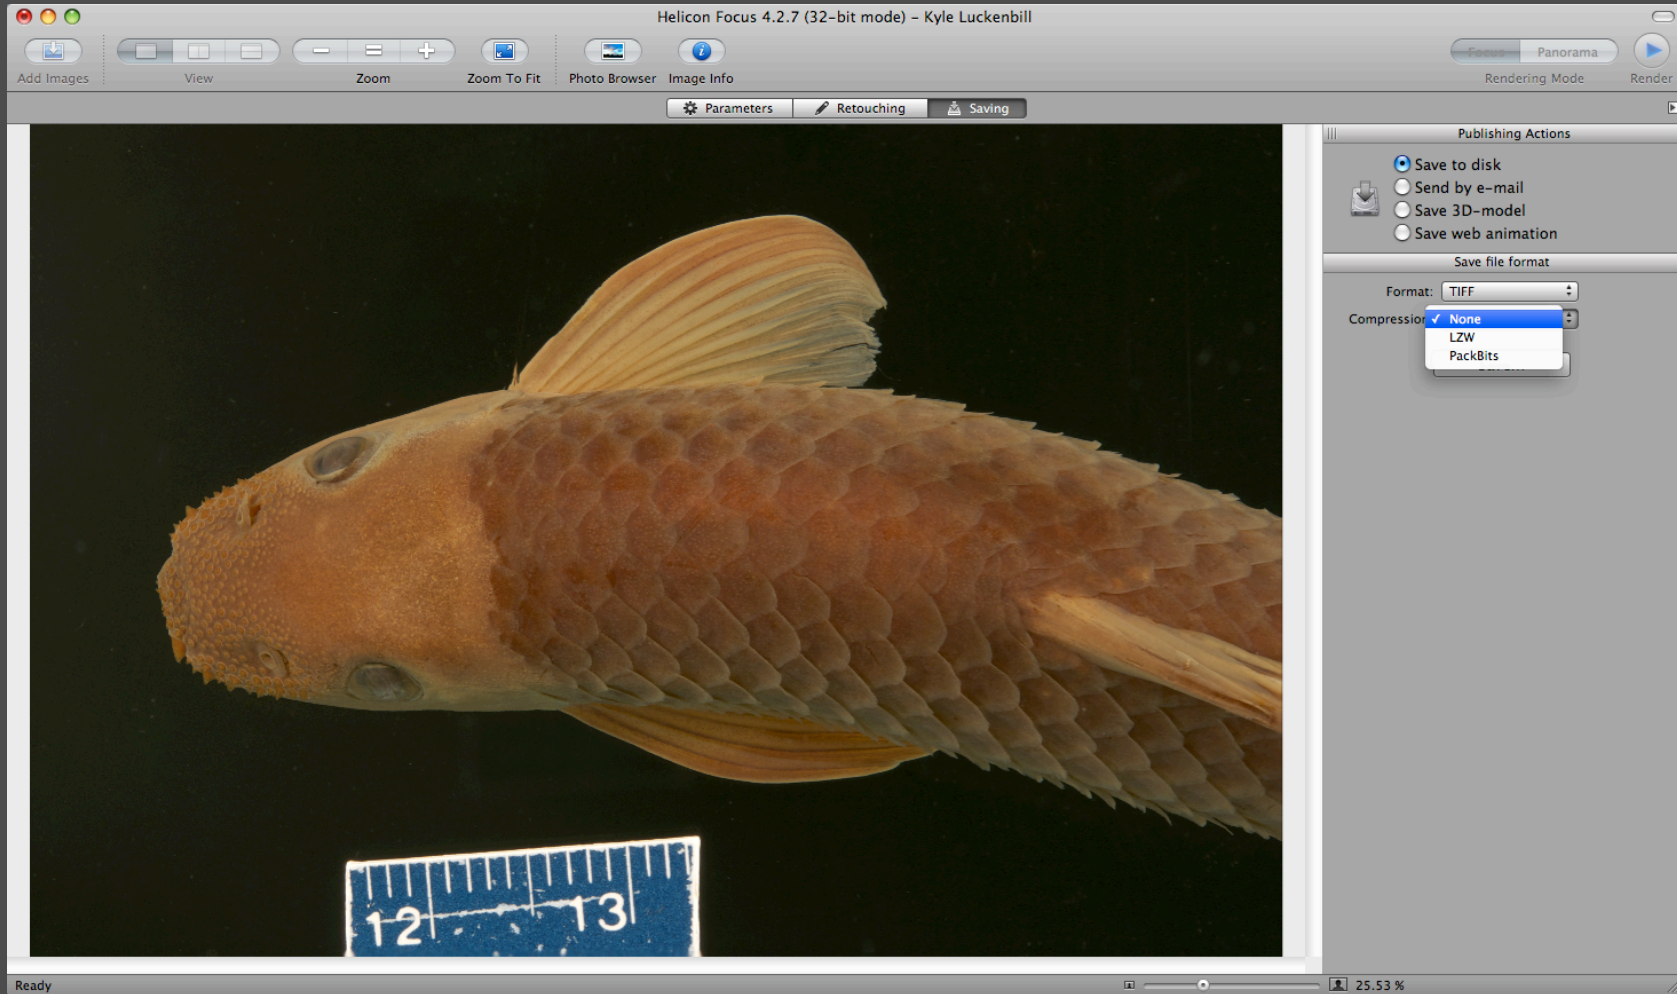 Helicon Focus 4.2.7 (32-bit mode) – Kyle Luckenbill
Focus Panorama
Add Images View Zoom Zoom To Fit Photo Browser Image Info Rendering Mode Render
Parameters Retouching Saving
Publishing Actions
Save to disk
Send by e-mail
Save 3D-model
Save web animation
Save file format
Format: TIFF
Compression ✓ None
LZW
PackBits
12 13
Ready 25.53 %